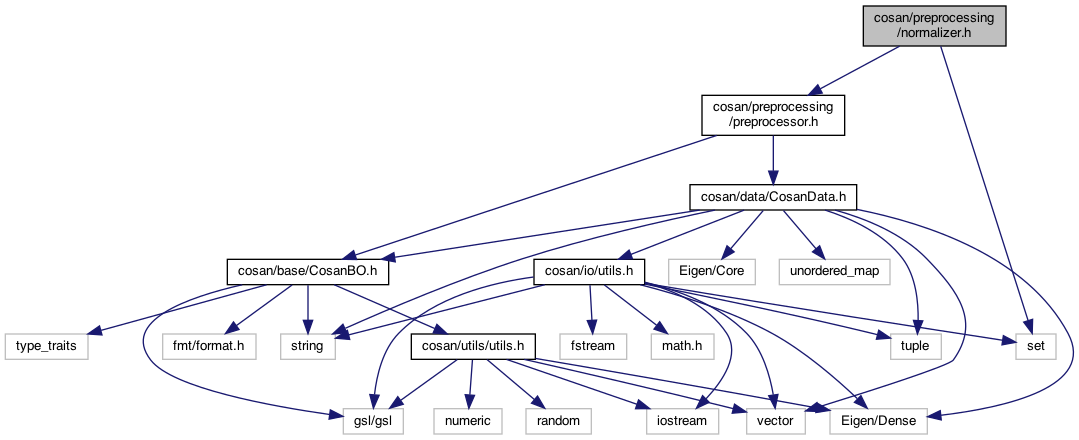 cosan/preprocessing
/normalizer.h
cosan/preprocessing
/preprocessor.h
cosan/data/CosanData.h
cosan/base/CosanBO.h
cosan/io/utils.h
Eigen/Core
unordered_map
type_traits
fmt/format.h
string
cosan/utils/utils.h
fstream
math.h
tuple
set
gsl/gsl
numeric
random
iostream
vector
Eigen/Dense